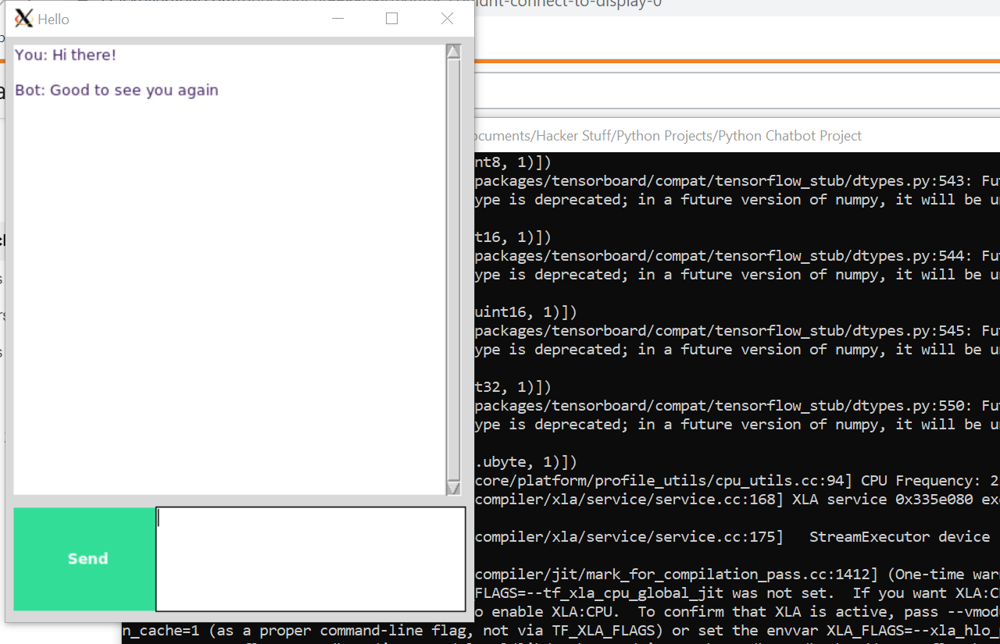 Hello
You: Hi there!
Bot: Good to see you again
Send
dnt-connect-to-display-0
ocuments/Hacker Stuff/Python Projects/Python Chatbot Project
nt8, 1)])
packages/tensorboard/compat/tensorflow_stub/dtypes.py:543: Fu
ype is deprecated; in a future version of numpy, it will be u
t16, 1)])
packages/tensorboard/compat/tensorflow_stub/dtypes.py:544: Fu
ype is deprecated; in a future version of numpy, it will be u
uint16, 1)])
packages/tensorboard/compat/tensorflow_stub/dtypes.py:545: Fu
ype is deprecated; in a future version of numpy, it will be u
t32, 1)])
packages/tensorboard/compat/tensorflow_stub/dtypes.py:550: Fu
ype is deprecated; in a future version of numpy, it will be u
.ubyte, 1)])
core/platform/profile_utils/cpu_utils.cc:94] CPU Frequency: 2
compiler/xla/service/service.cc:168] XLA service 0x335e080 exe
compiler/xla/service/service.cc:175]   StreamExecutor device
compiler/jit/mark_for_compilation_pass.cc:1412] (One-time warn
FLAGS=--tf_xla_cpu_global_jit was not set.  If you want XLA:C
o enable XLA:CPU.  To confirm that XLA is active, pass --vmod
n_cache=1 (as a proper command-line flag, not via TF_XLA_FLAGS) or set the envvar XLA_FLAGS=--xla_hlo_